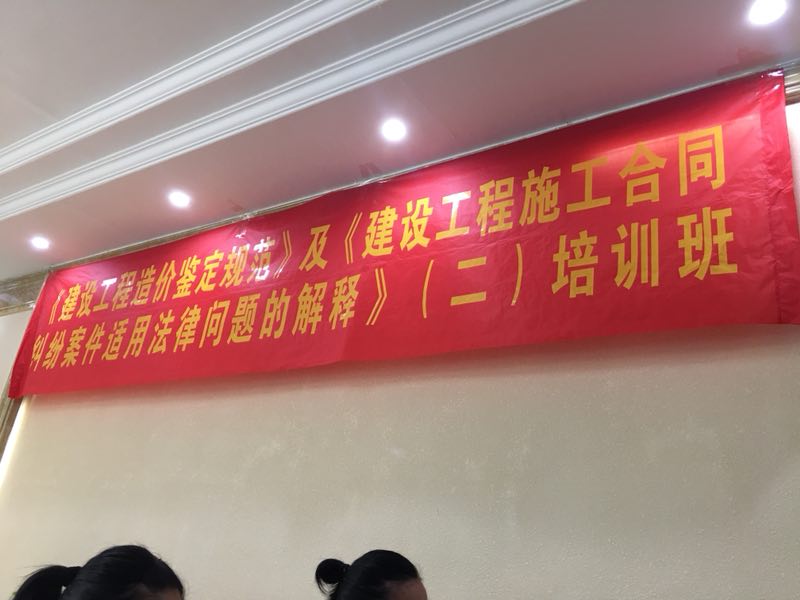 《建设工程造价鉴定规范》及《建设工程施工合同
纠纷案件适用法律问题的解释》（二）培训班